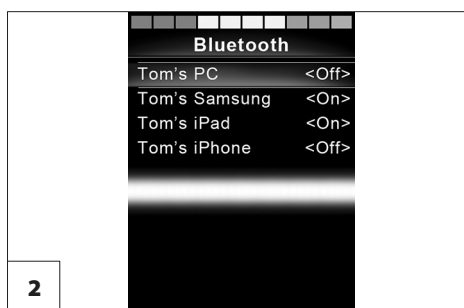 Bluetooth
Tom's PC <Off>
Tom's Samsung <On>
Tom's iPad <On>
Tom's iPhone <Off>
2